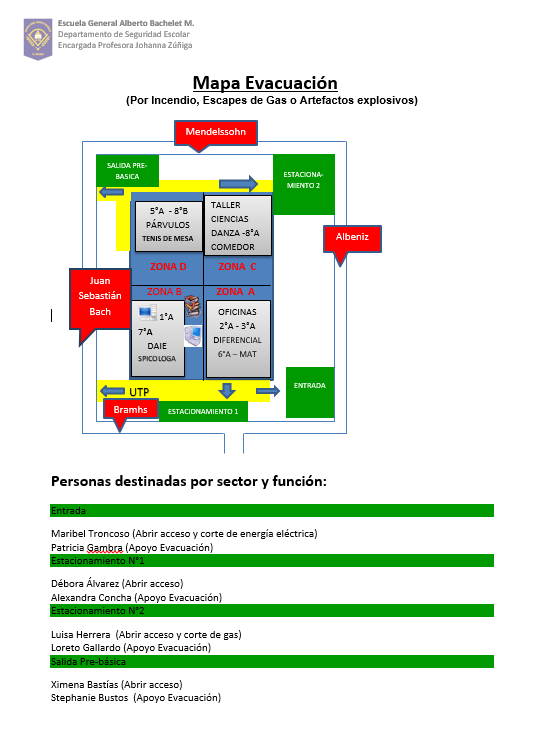 Escuela General Alberto Bachelet M.
Departamento de Seguridad Escolar
Encargada Profesora Johanna Zúñiga
Mapa Evacuación
(Por Incendio, Escapes de Gas o Artefactos explosivos)
Mendelssohn
SALIDA PRE-
BASICA
ESTACIONA-
MIENTO 2
5°A - 8°B
PÁRVULOS
TENIS DE MESA
TALLER
CIENCIAS
DANZA -8°A
COMEDOR
Albeniz
ZONA D
ZONA C
Juan
Sebastián
Bach
ZONA B
ZONA A
1°A
7°A
DAIE
SPICOLOGA
OFICINAS
2°A - 3°A
DIFERENCIAL
6°A – MAT
ENTRADA
UTP
Bramhs
ESTACIONAMIENTO 1
Personas destinadas por sector y función:
Entrada
Maribel Troncoso (Abrir acceso y corte de energía eléctrica)
Patricia Gambra (Apoyo Evacuación)
Estacionamiento N°1
Débora Álvarez (Abrir acceso)
Alexandra Concha (Apoyo Evacuación)
Estacionamiento N°2
Luisa Herrera (Abrir acceso y corte de gas)
Loreto Gallardo (Apoyo Evacuación)
Salida Pre-básica
Ximena Bastías (Abrir acceso)
Stephanie Bustos (Apoyo Evacuación)